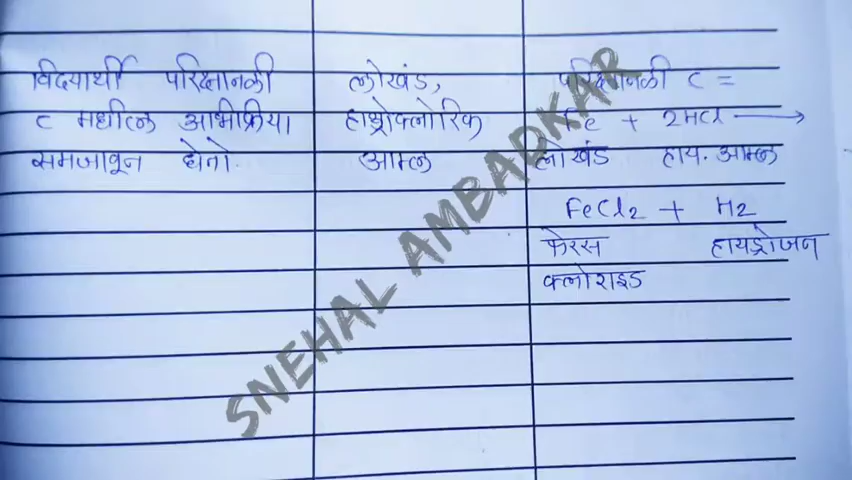 विदयार्थी परिक्षानळी
C मधील अभिक्रिया
समजावून घेतो.
लोखंड,
हाड्रोक्लोरिक
आम्ल
परिक्षानळी C =
Fe + 2HCl →
लोखंड हाय. आम्ल
FeCl2 + H2
फेरस हायड्रोजन
क्लोराइड
SNEHAL AMBADKAR